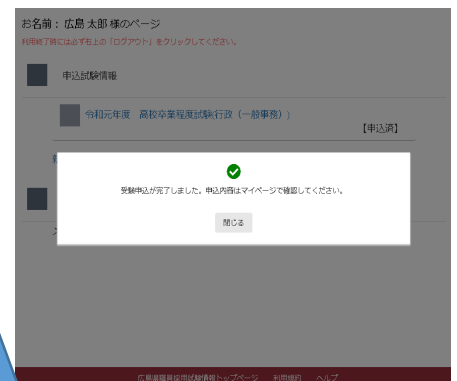 お名前： 広島 太郎 様のページ
利用終了時には必ず右上の「ログアウト」をクリックしてください。
申込試験情報
令和元年度　高校卒業程度試験(行政（一般事務）)
【申込済】
受験申込が完了しました。申込内容はマイページで確認してください。
閉じる
広島県職員採用試験情報トップページ　利用規約　ヘルプ